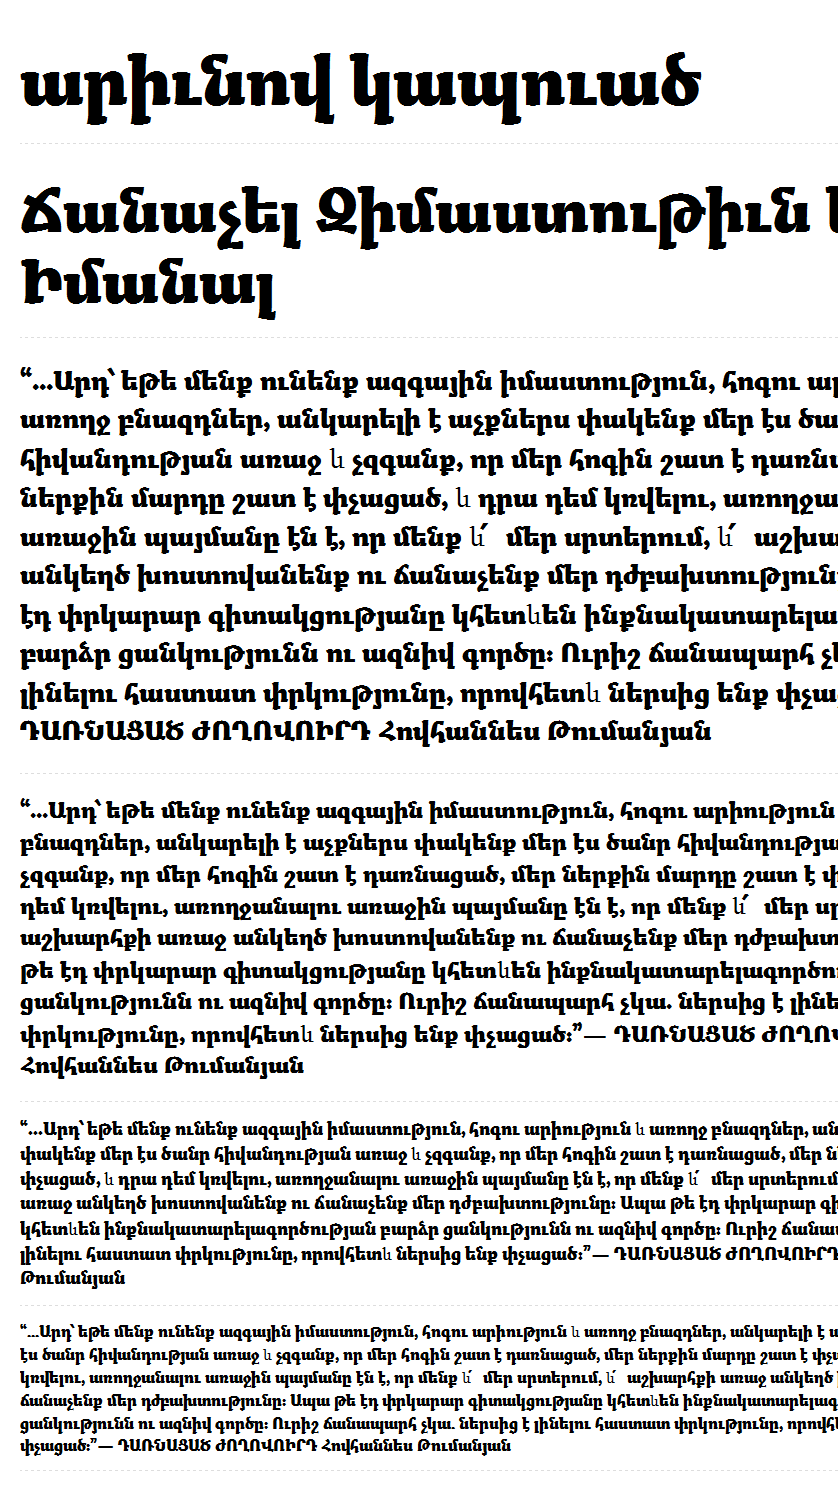 արիւնով կապուած
Ճանաչել Զիմաստութիւն
Իմանալ
“…Արդ՝ եթե մենք ունենք ազգային իմաստություն, հոգու
առողջ բնազդներ, անկարելի է աչքներս փակենք մեր էս ծա
հիվանդության առաջ և չզգանք, որ մեր հոգին շատ է դառն
ներքին մարդը շատ է փչացած, և դրա դեմ կռվելու, առողջա
առաջին պայմանը էն է, որ մենք և՛ մեր սրտերում, և՛ աշխա
անկեղծ խոստովանենք ու ճանաչենք մեր դժբախտություն
էդ փրկարար գիտակցությանը կհետևեն ինքնակատարելա
բարձր ցանկությունն ու ազնիվ գործը։ Ուրիշ ճանապարհ չ
լինելու հաստատ փրկությունը, որովհետև ներսից ենք փչա
ԴԱՌՆԱՑԱԾ ԺՈՂՈՎՈՒՐԴ Հովհաննես Թումանյան
“…Արդ՝ եթե մենք ունենք ազգային իմաստություն, հոգու արիություն
բնազդներ, անկարելի է աչքներս փակենք մեր էս ծանր հիվանդությա
չզգանք, որ մեր հոգին շատ է դառնացած, մեր ներքին մարդը շատ է
դեմ կռվելու, առողջանալու առաջին պայմանը էն է, որ մենք և՛ մեր
աշխարհքի առաջ անկեղծ խոստովանենք ու ճանաչենք մեր դժբախտ
թե էդ փրկարար գիտակցությանը կհետևեն ինքնակատարելագործո
ցանկությունն ու ազնիվ գործը։ Ուրիշ ճանապարհ չկա. ներսից է լինե
փրկությունը, որովհետև ներսից ենք փչացած։”— ԴԱՌՆԱՑԱԾ ԺՈՂՈՎ
Հովհաննես Թումանյան
“…Արդ՝ եթե մենք ունենք ազգային իմաստություն, հոգու արիություն և առողջ բնազդներ, ան
փակենք մեր էս ծանր հիվանդության առաջ և չզգանք, որ մեր հոգին շատ է դառնացած, մեր
փչացած, և դրա դեմ կռվելու, առողջանալու առաջին պայմանը էն է, որ մենք և՛ մեր սրտերում
առաջ անկեղծ խոստովանենք ու ճանաչենք մեր դժբախտությունը։ Ապա թե էդ փրկարար գի
կհետևեն ինքնակատարելագործության բարձր ցանկությունն ու ազնիվ գործը։ Ուրիշ ճանա
լինելու հաստատ փրկությունը, որովհետև ներսից ենք փչացած։”— ԴԱՌՆԱՑԱԾ ԺՈՂՈՎՈՒՐԴ
Թումանյան
“…Արդ՝ եթե մենք ունենք ազգային իմաստություն, հոգու արիություն և առողջ բնազդներ, անկարելի է ա
էս ծանր հիվանդության առաջ և չզգանք, որ մեր հոգին շատ է դառնացած, մեր ներքին մարդը շատ է փչա
կռվելու, առողջանալու առաջին պայմանը էն է, որ մենք և՛ մեր սրտերում, և՛ աշխարհքի առաջ անկեղծ
ճանաչենք մեր դժբախտությունը։ Ապա թե էդ փրկարար գիտակցությանը կհետևեն ինքնակատարելագ
ցանկությունն ու ազնիվ գործը։ Ուրիշ ճանապարհ չկա. ներսից է լինելու հաստատ փրկությունը, որովհե
փչացած։”— ԴԱՌՆԱՑԱԾ ԺՈՂՈՎՈՒՐԴ Հովհաննես Թումանյան